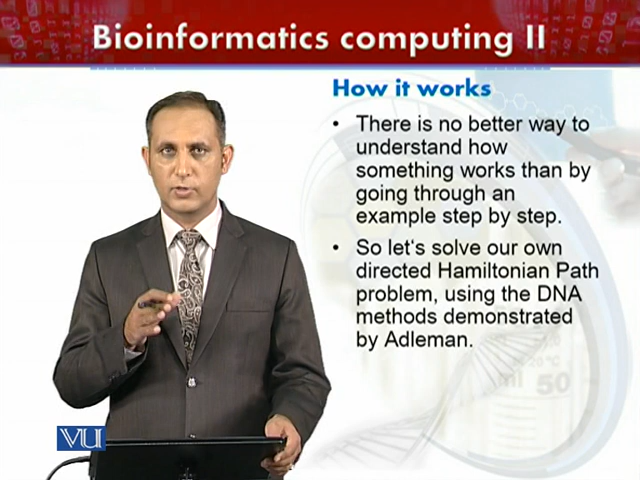 Bioinformatics computing II
How it works
• There is no better way to
understand how
something works than by
going through an
example step by step.
• So let's solve our own
directed Hamiltonian Path
problem, using the DNA
methods demonstrated
by Adleman.
VU
50